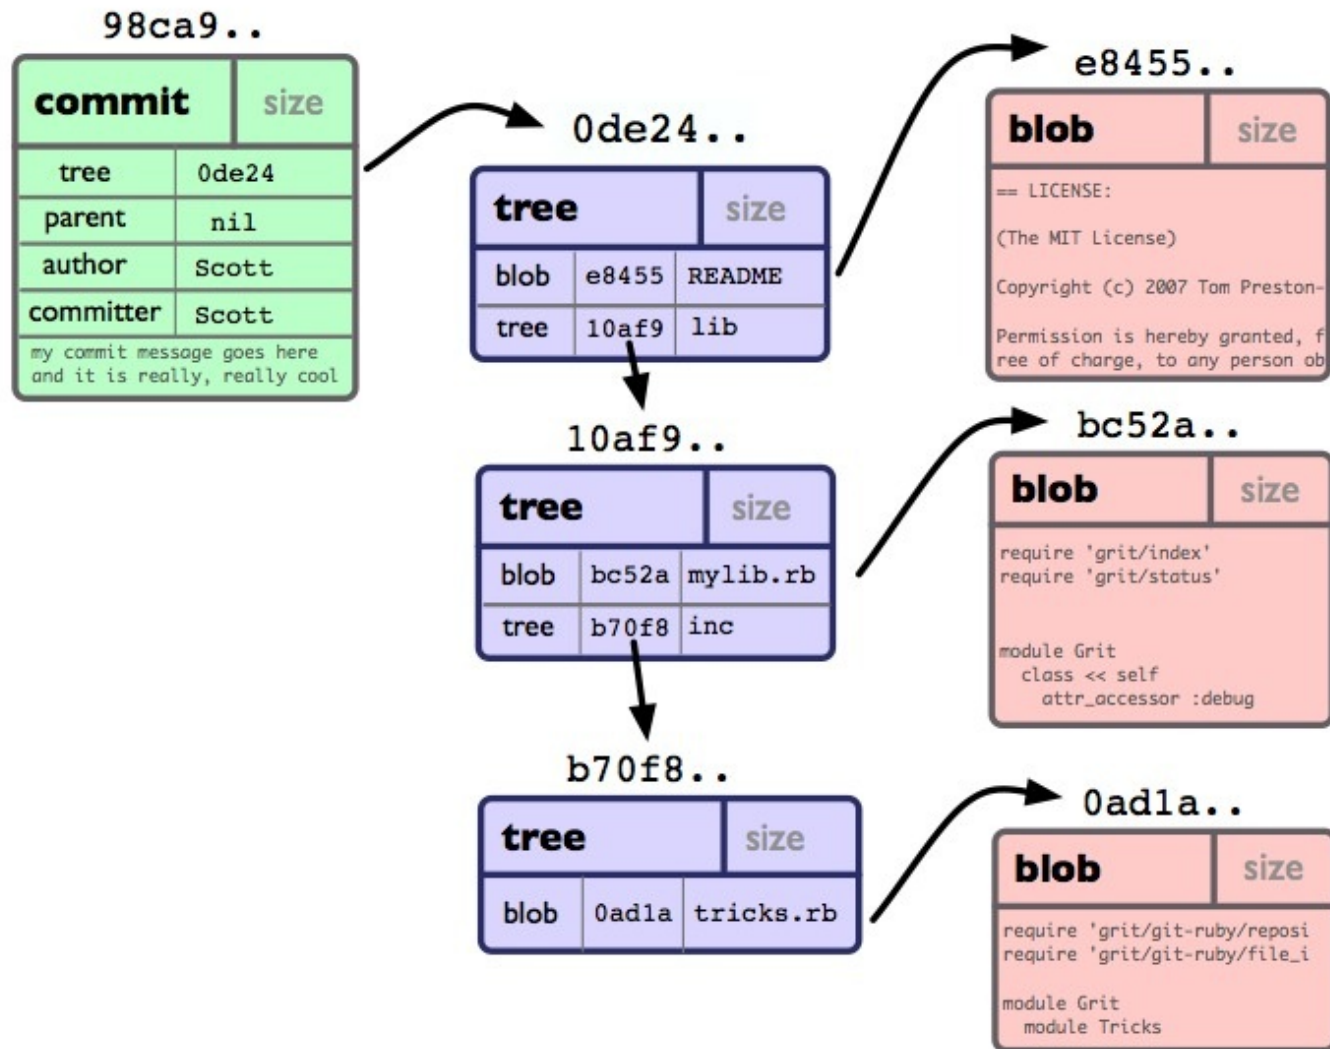 98ca9..
commit size
tree 0de24
parent nil
author Scott
committer Scott
my commit message goes here
and it is really, really cool
0de24..
tree size
blob e8455 README
tree 10af9 lib
10af9..
tree size
blob bc52a mylib.rb
tree b70f8 inc
b70f8..
tree size
blob 0ad1a tricks.rb
e8455..
blob size
== LICENSE:
(The MIT License)
Copyright (c) 2007 Tom Preston-
Permission is hereby granted, f
ree of charge, to any person ob
bc52a..
blob size
require 'grit/index'
require 'grit/status'
module Grit
class << self
attr_accessor :debug
0ad1a..
blob size
require 'grit/git-ruby/reposi
require 'grit/git-ruby/file_i
module Grit
module Tricks